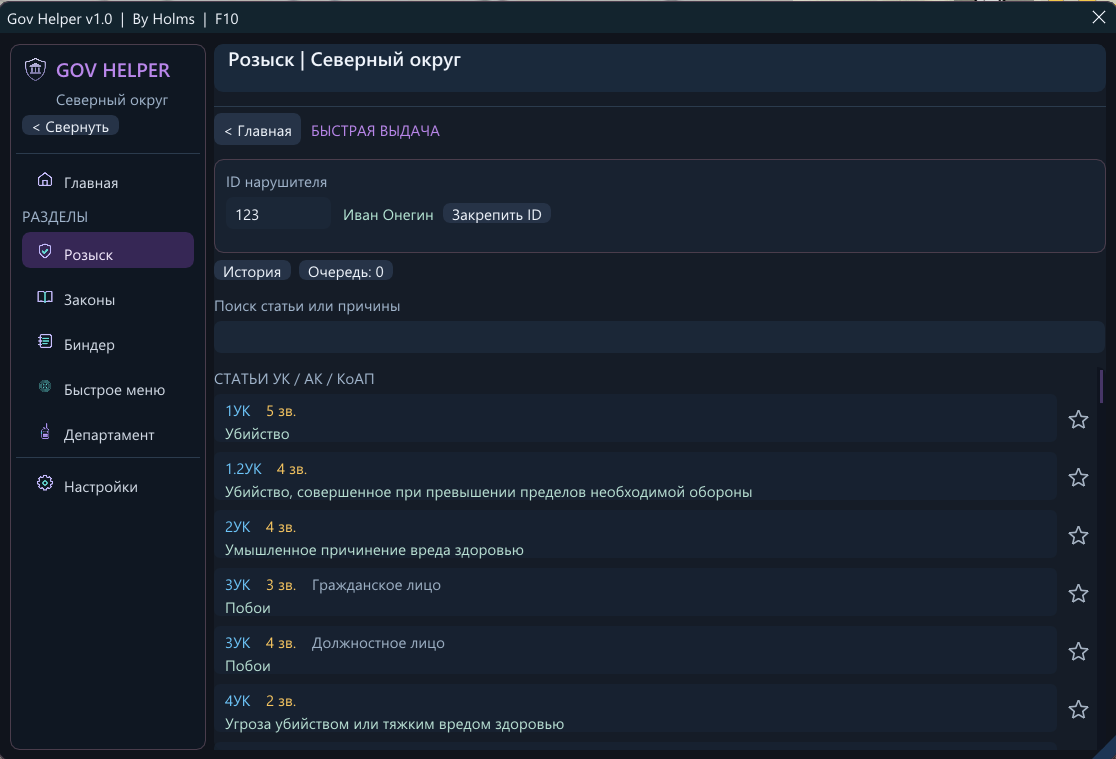 Gov Helper v1.0 | By Holms | F10
GOV HELPER
Северный округ
< Свернуть
Главная
РАЗДЕЛЫ
Розыск
Законы
Биндер
Быстрое меню
Департамент
Настройки
Розыск | Северный округ
< Главная БЫСТРАЯ ВЫДАЧА
ID нарушителя
123 Иван Онегин Закрепить ID
История Очередь: 0
Поиск статьи или причины
СТАТЬИ УК / АК / КоАП
1УК 5 зв.
Убийство
1.2УК 4 зв.
Убийство, совершенное при превышении пределов необходимой обороны
2УК 4 зв.
Умышленное причинение вреда здоровью
3УК 3 зв. Гражданское лицо
Побои
3УК 4 зв. Должностное лицо
Побои
4УК 2 зв.
Угроза убийством или тяжким вредом здоровью